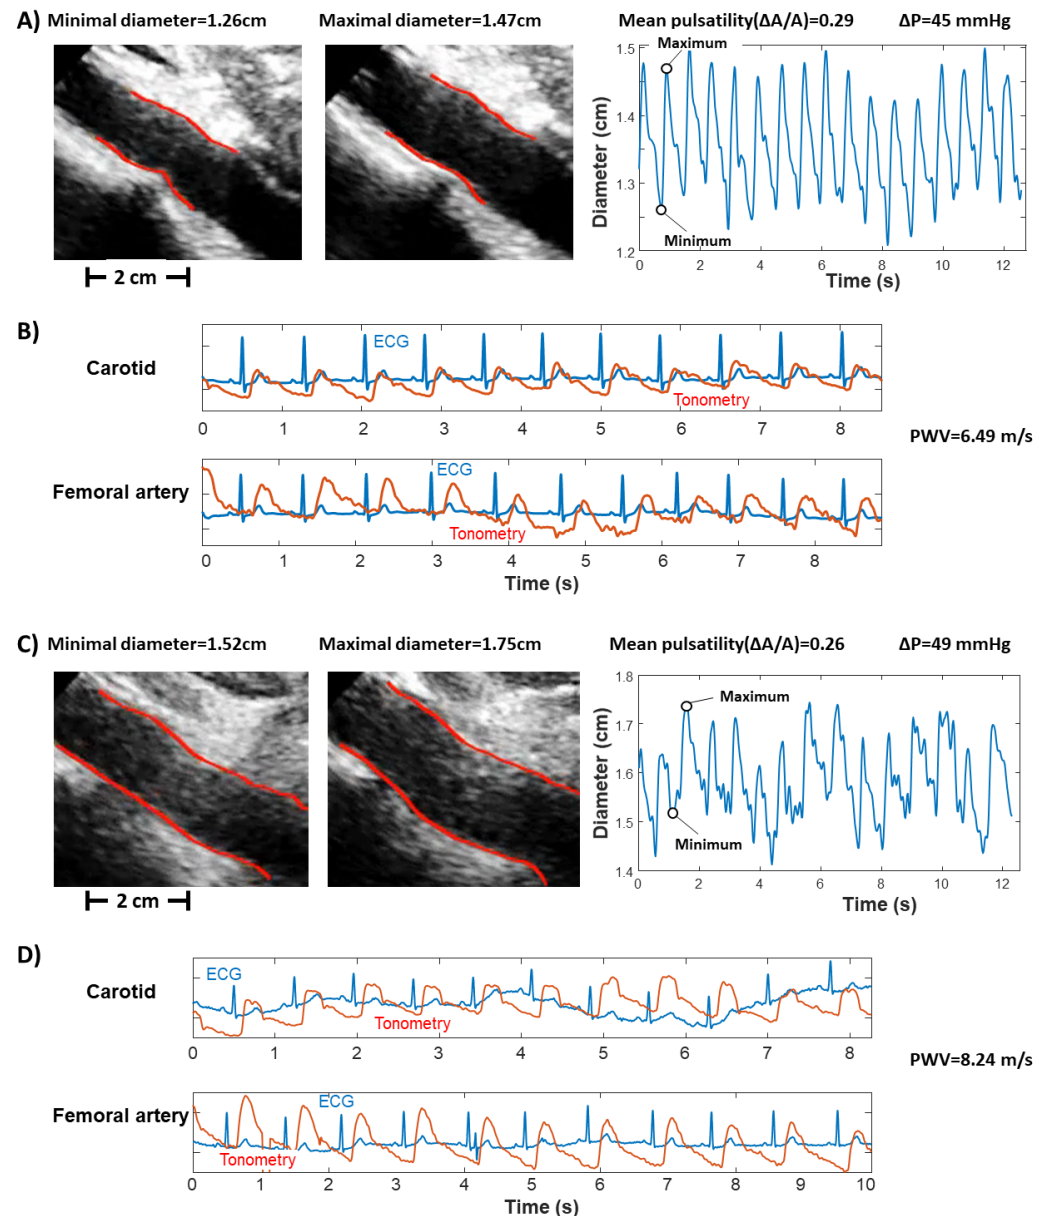 A) Minimal diameter=1.26cm Maximal diameter=1.47cm Mean pulsatility(ΔA/A)=0.29 ΔP=45 mmHg
Maximum
1.5
1.4
1.3
1.2
Diameter (cm)
Minimum
0 2 4 6 8 10 12
Time (s)
2 cm
B)
Carotid
ECG
Tonometry
0 1 2 3 4 5 6 7 8
PWV=6.49 m/s
Femoral artery
ECG
Tonometry
0 1 2 3 4 5 6 7 8
Time (s)
C) Minimal diameter=1.52cm Maximal diameter=1.75cm Mean pulsatility(ΔA/A)=0.26 ΔP=49 mmHg
Maximum
1.8
1.7
1.6
1.5
1.4
Diameter (cm)
Minimum
0 2 4 6 8 10 12
Time (s)
2 cm
D)
Carotid
ECG
Tonometry
0 1 2 3 4 5 6 7 8
PWV=8.24 m/s
Femoral artery
ECG
Tonometry
0 1 2 3 4 5 6 7 8 9 10
Time (s)